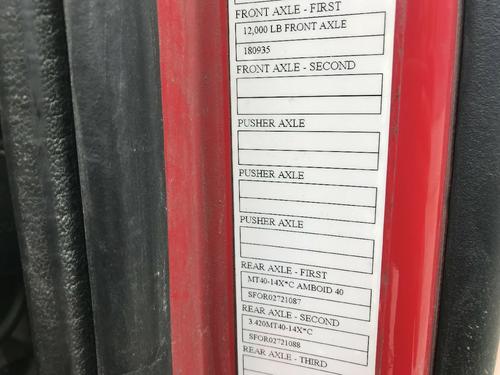 FRONT AXLE - FIRST
12,000 LB FRONT AXLE
180935
FRONT AXLE - SECOND
PUSHER AXLE
PUSHER AXLE
PUSHER AXLE
REAR AXLE - FIRST
MT40-14X*C AMBOID 40
SFOR02721087
REAR AXLE - SECOND
3.420MT40-14X*C
SFOR02721088
REAR AXLE - THIRD